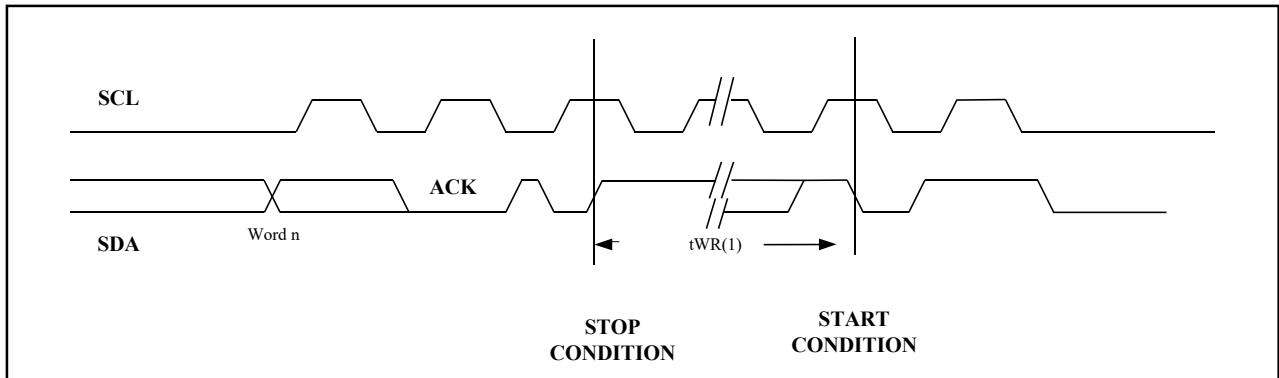 SCL
ACK
Word n
SDA
tWR(1)
STOP
CONDITION
START
CONDITION